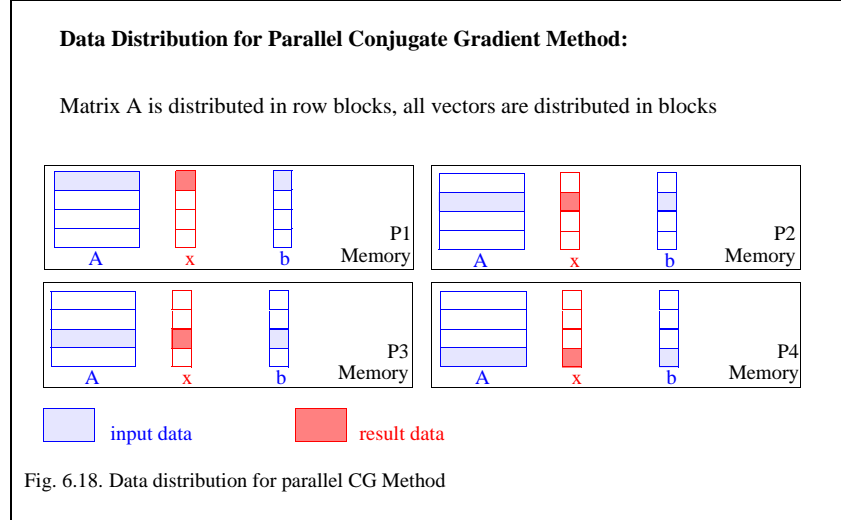 Data Distribution for Parallel Conjugate Gradient Method:
Matrix A is distributed in row blocks, all vectors are distributed in blocks
P1
Memory
A x b
P2
Memory
A x b
P3
Memory
A x b
P4
Memory
A x b
input data
result data
Fig. 6.18. Data distribution for parallel CG Method